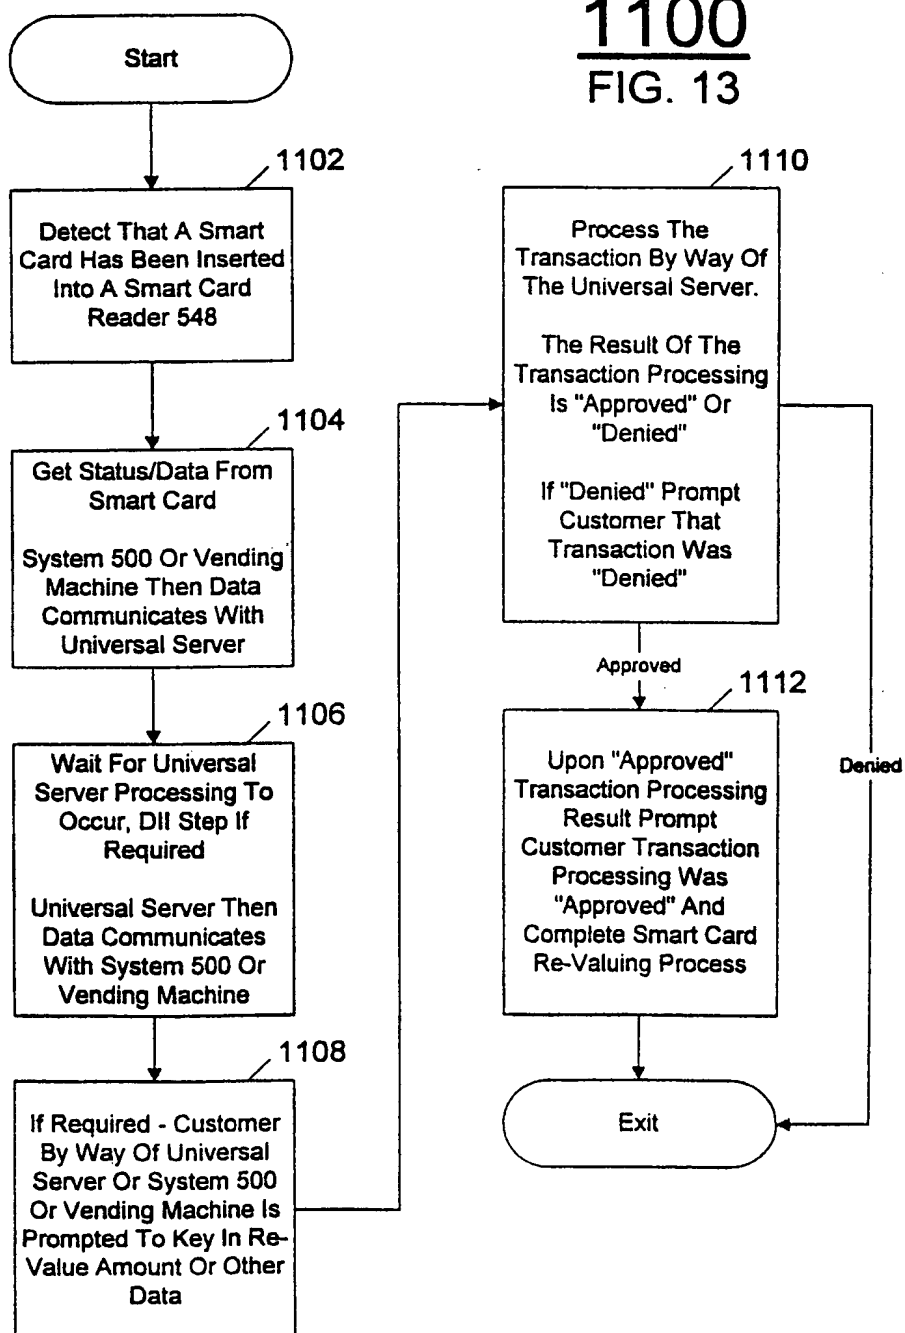 1100
FIG. 13
Start
1102
Detect That A Smart
Card Has Been Inserted
Into A Smart Card
Reader 548
1104
Get Status/Data From
Smart Card
System 500 Or Vending
Machine Then Data
Communicates With
Universal Server
1106
Wait For Universal
Server Processing To
Occur, DII Step If
Required
Universal Server Then
Data Communicates
With System 500 Or
Vending Machine
1108
If Required - Customer
By Way Of Universal
Server Or System 500
Or Vending Machine Is
Prompted To Key In Re-
Value Amount Or Other
Data
1110
Process The
Transaction By Way Of
The Universal Server.
The Result Of The
Transaction Processing
Is "Approved" Or
"Denied"
If "Denied" Prompt
Customer That
Transaction Was
"Denied"
Approved
Denied
1112
Upon "Approved"
Transaction Processing
Result Prompt
Customer Transaction
Processing Was
"Approved" And
Complete Smart Card
Re-Valuing Process
Exit